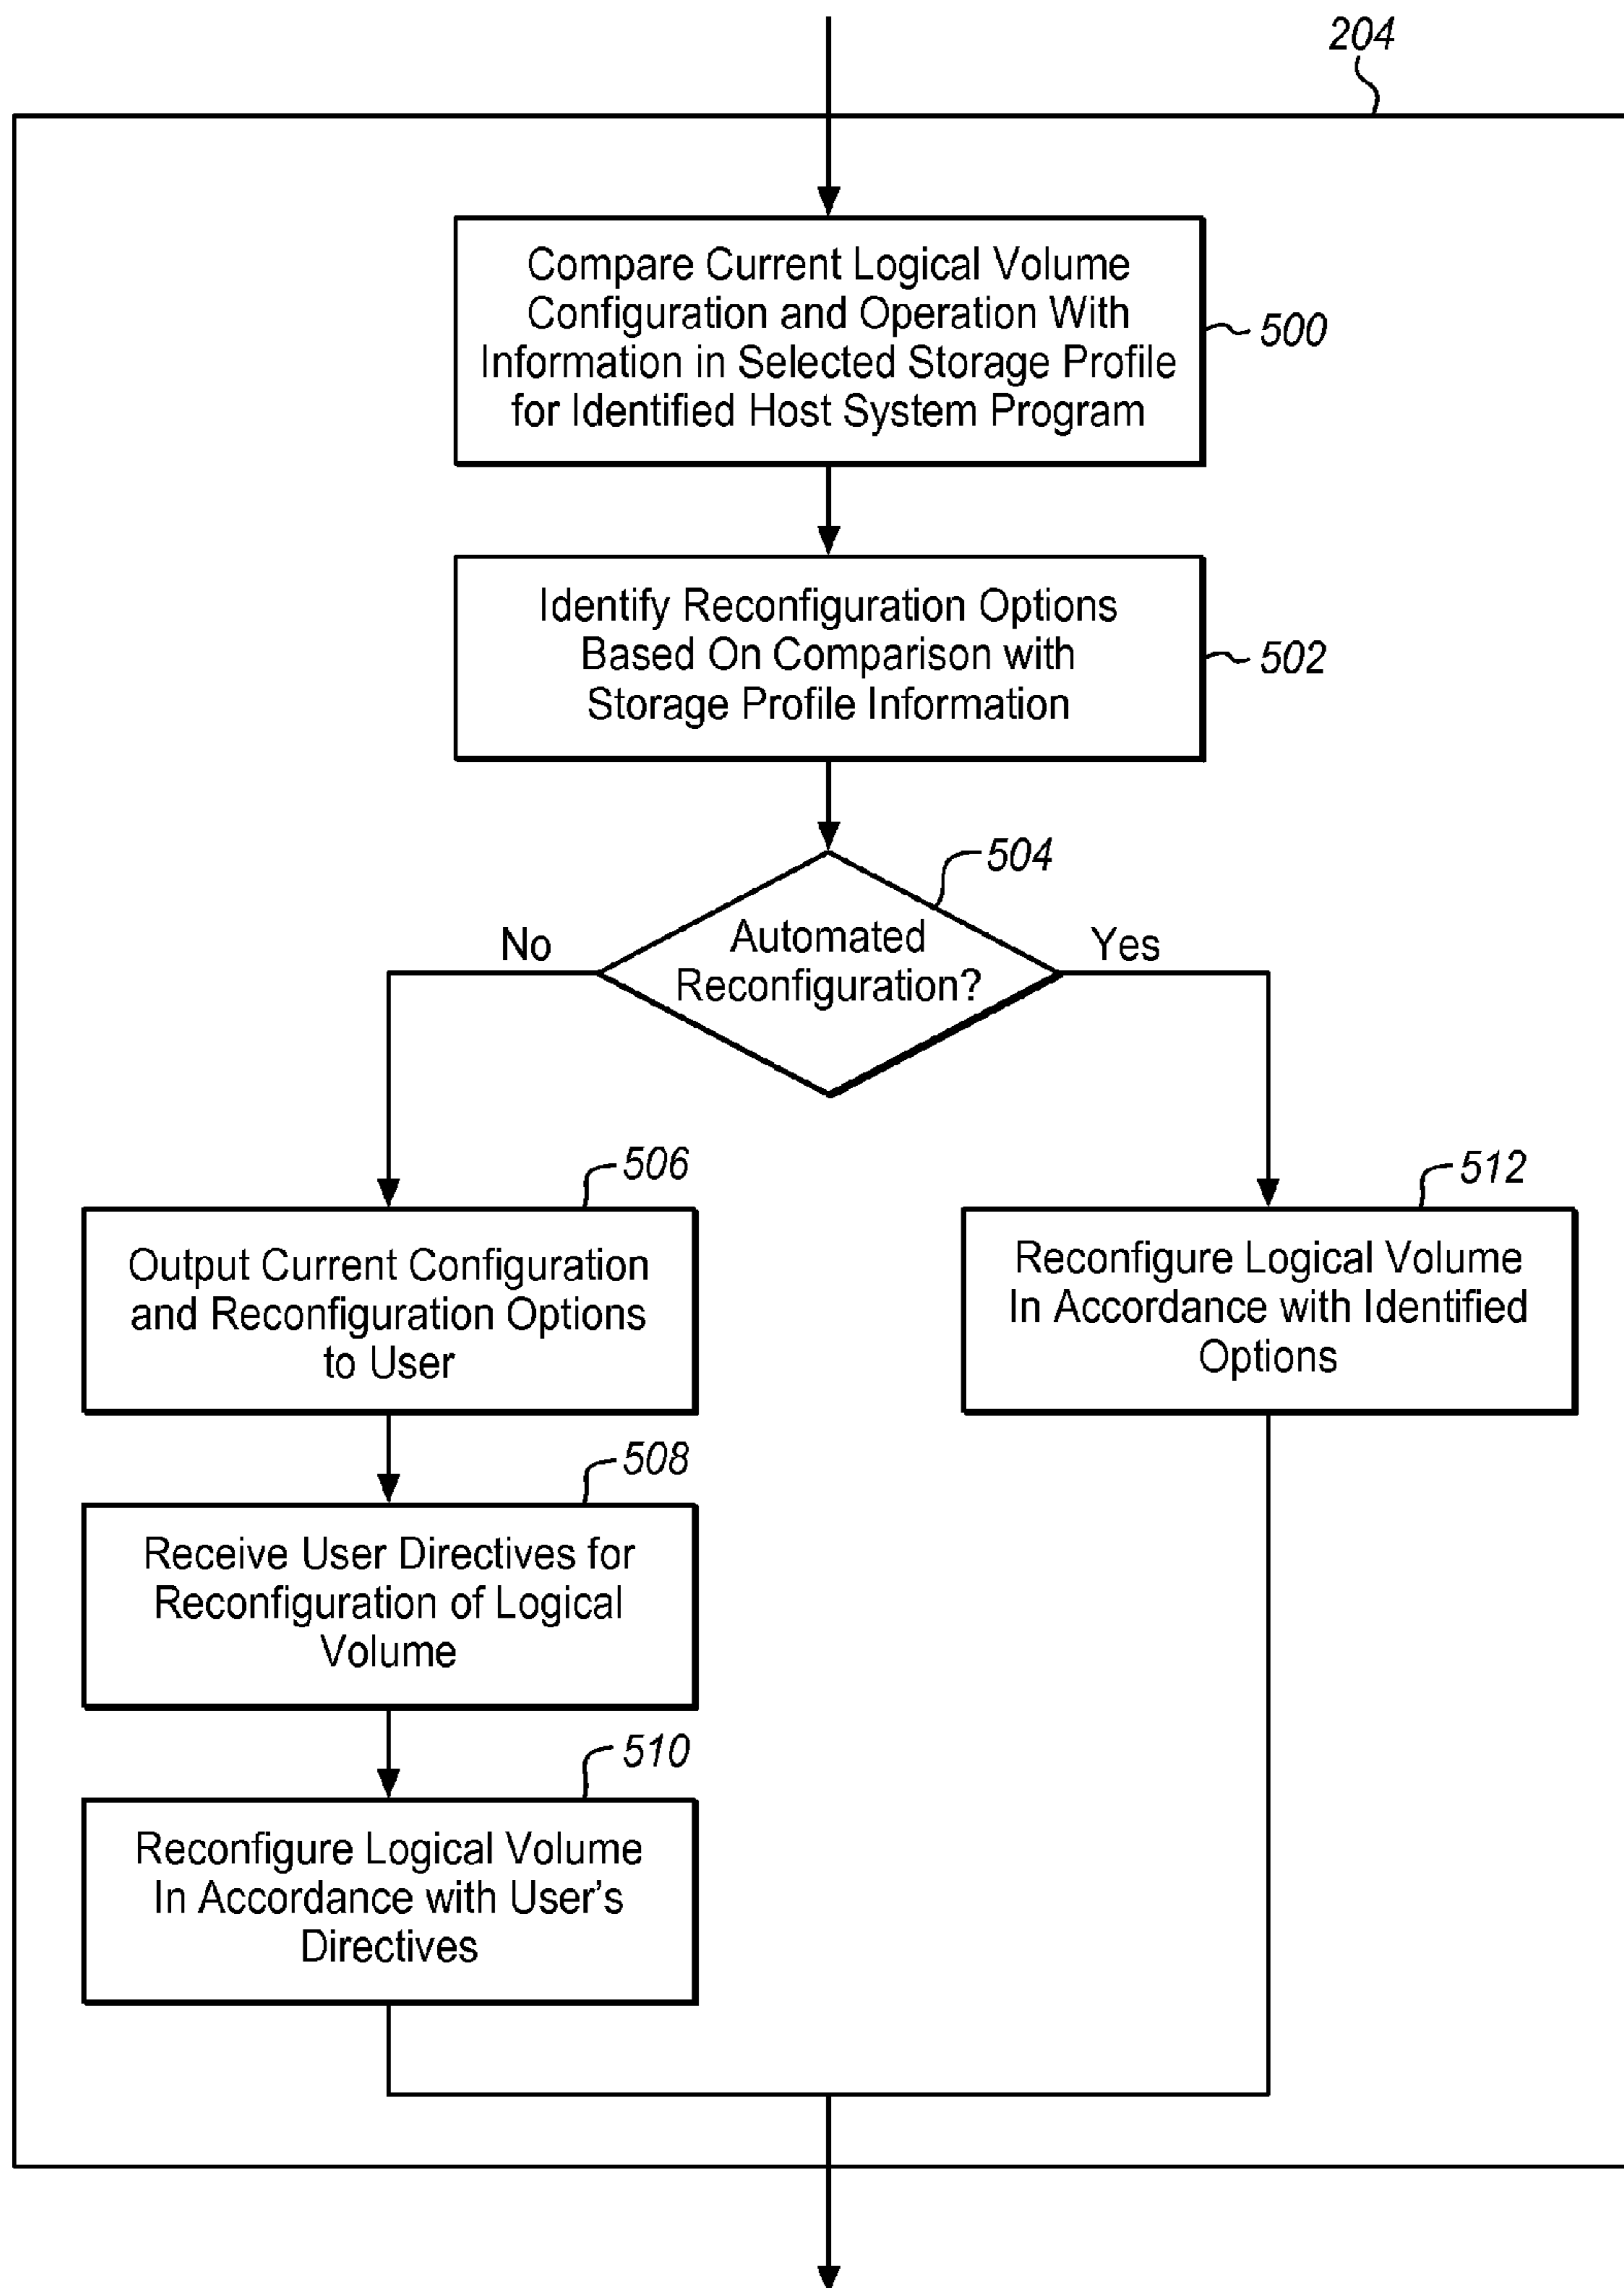 204
Compare Current Logical Volume
Configuration and Operation With
Information in Selected Storage Profile
for Identified Host System Program
500
Identify Reconfiguration Options
Based On Comparison with
Storage Profile Information
502
504
Automated
Reconfiguration?
No
Yes
506
Output Current Configuration
and Reconfiguration Options
to User
512
Reconfigure Logical Volume
In Accordance with Identified
Options
508
Receive User Directives for
Reconfiguration of Logical
Volume
510
Reconfigure Logical Volume
In Accordance with User's
Directives